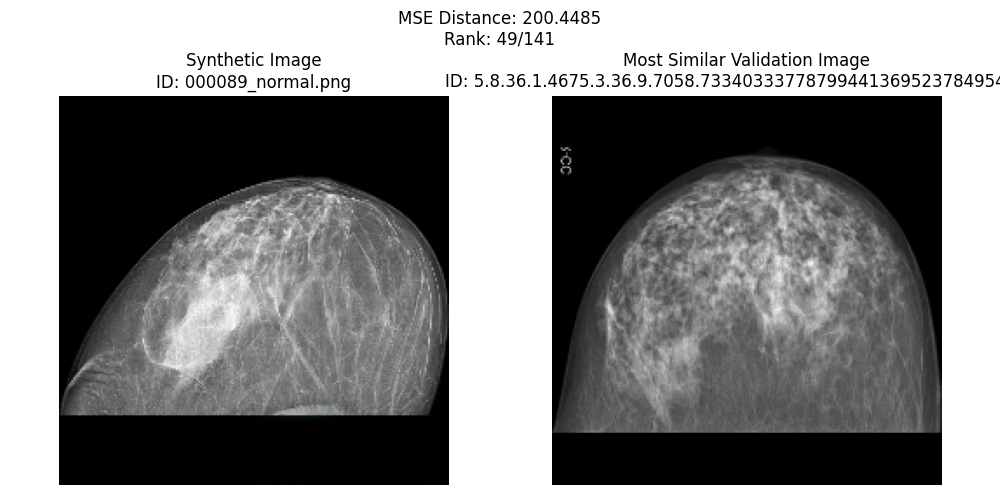 MSE Distance: 200.4485
Rank: 49/141
Synthetic Image
ID: 000089_normal.png
Most Similar Validation Image
ID: 5.8.36.1.4675.3.36.9.7058.73340333778799441369523784954